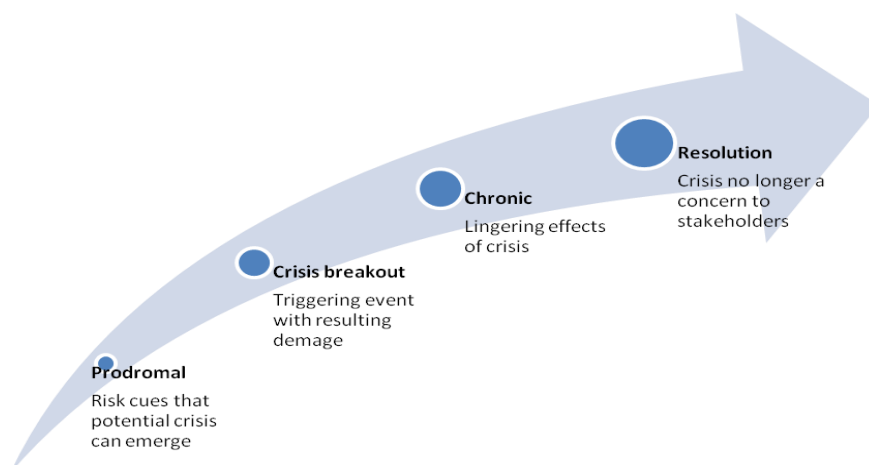 Prodromal
Risk cues that
potential crisis
can emerge
Crisis breakout
Triggering event
with resulting
demage
Chronic
Lingering effects
of crisis
Resolution
Crisis no longer a
concern to
stakeholders